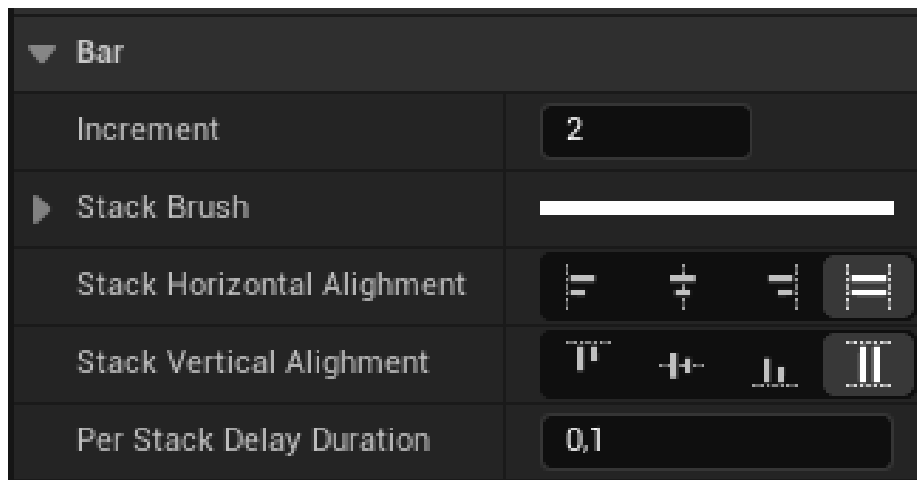 Bar
Increment 2
Stack Brush
Stack Horizontal Alighment
Stack Vertical Alighment
Per Stack Delay Duration 0,1